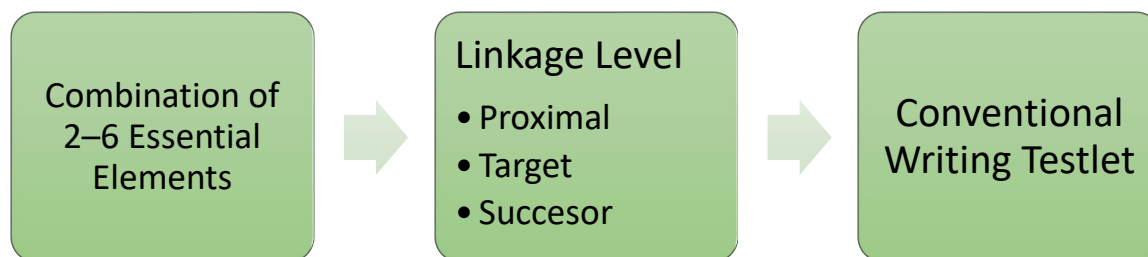 Combination of
2–6 Essential
Elements
Linkage Level
• Proximal
• Target
• Succesor
Conventional
Writing Testlet